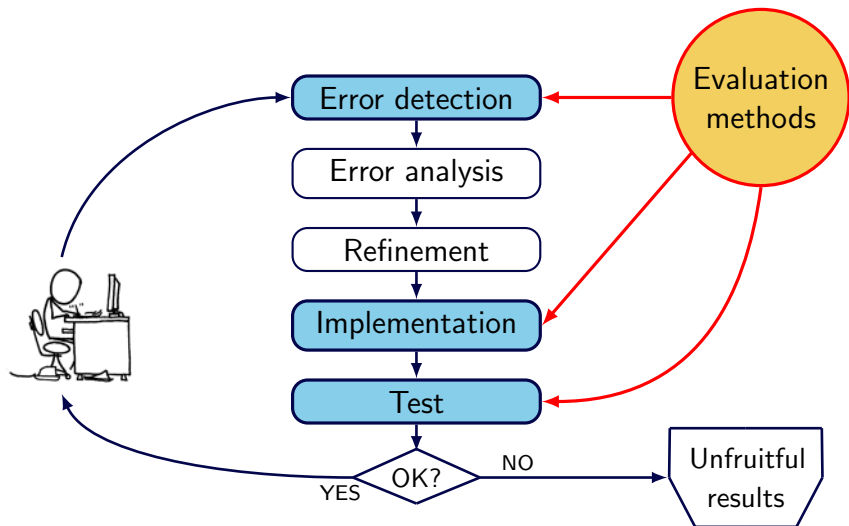 Error detection
Evaluation
methods
Error analysis
Refinement
Implementation
Test
OK?
NO
YES
Unfruitful
results